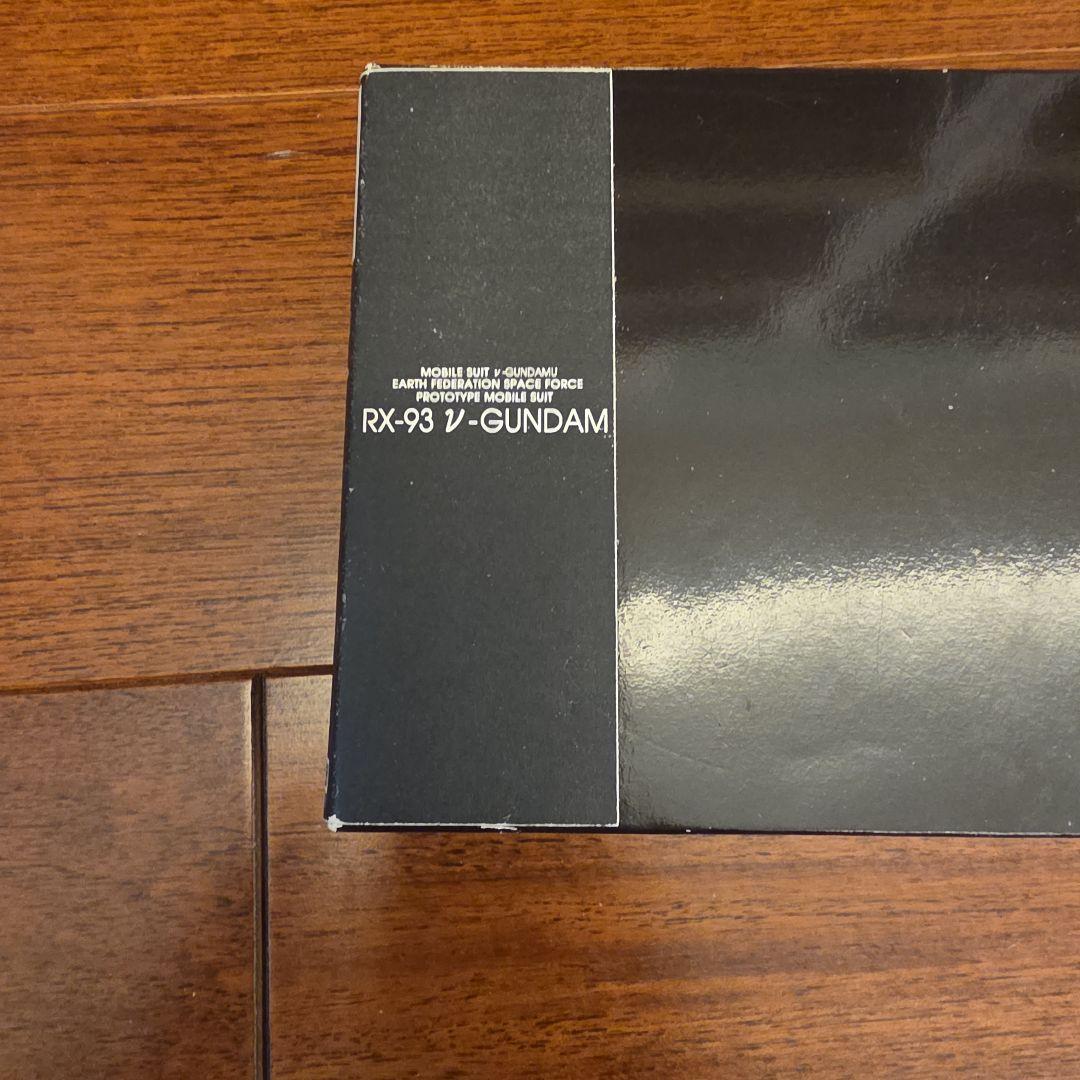 MOBILE SUIT ν-GUNDAMU
EARTH FEDERATION SPACE FORCE
PROTOTYPE MOBILE SUIT
RX-93 ν-GUNDAM